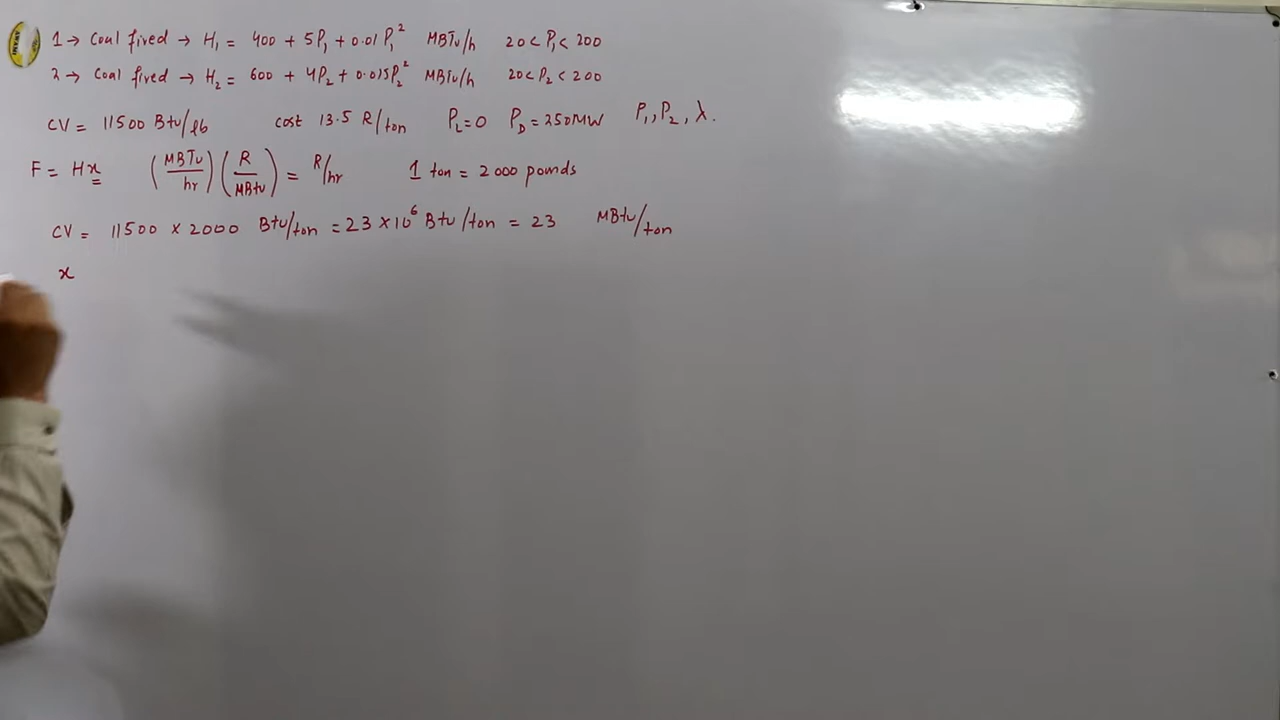 1 → Coal fired → H₁ = 400 + 5P₁ + 0.01 P₁² MBTu/h 20 < P₁ < 200
2 → Coal fired → H₂ = 600 + 4P₂ + 0.015P₂² MBTu/h 20 < P₂ < 200
CV = 11500 Btu/lb cost 13.5 R/ton P_L = 0 P_D = 250MW P₁, P₂, λ.
F = Hx (MBTu/hr) (R/MBtu) = R/hr 1 ton = 2000 pounds
CV = 11500 × 2000 Btu/ton = 23 × 10⁶ Btu/ton = 23 MBtu/ton
x